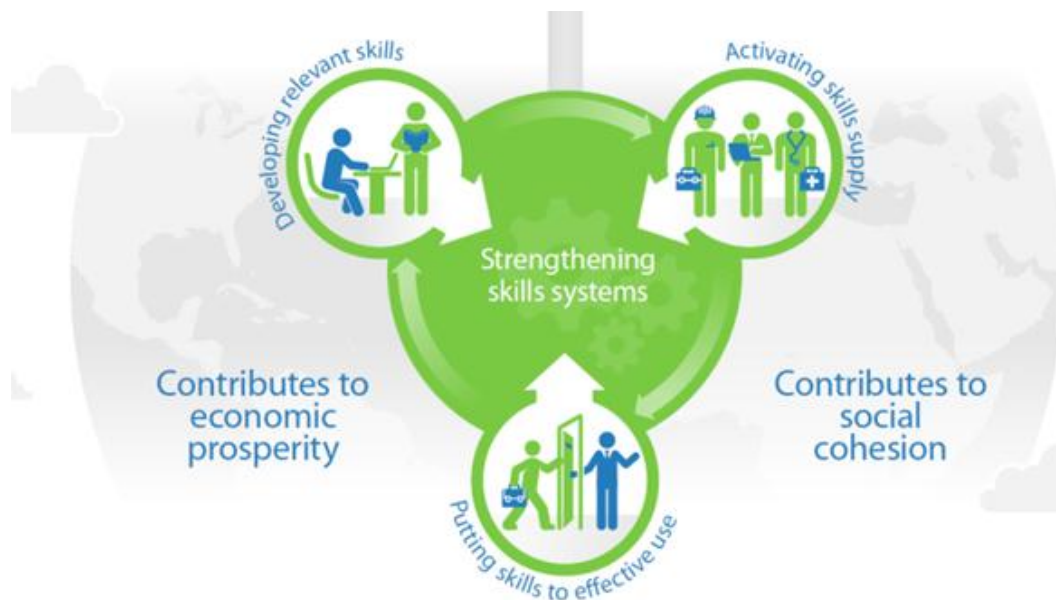 Developing relevant skills
Activating skills supply
Strengthening
skills systems
Contributes to
economic
prosperity
Contributes to
social
cohesion
Putting skills to effective use